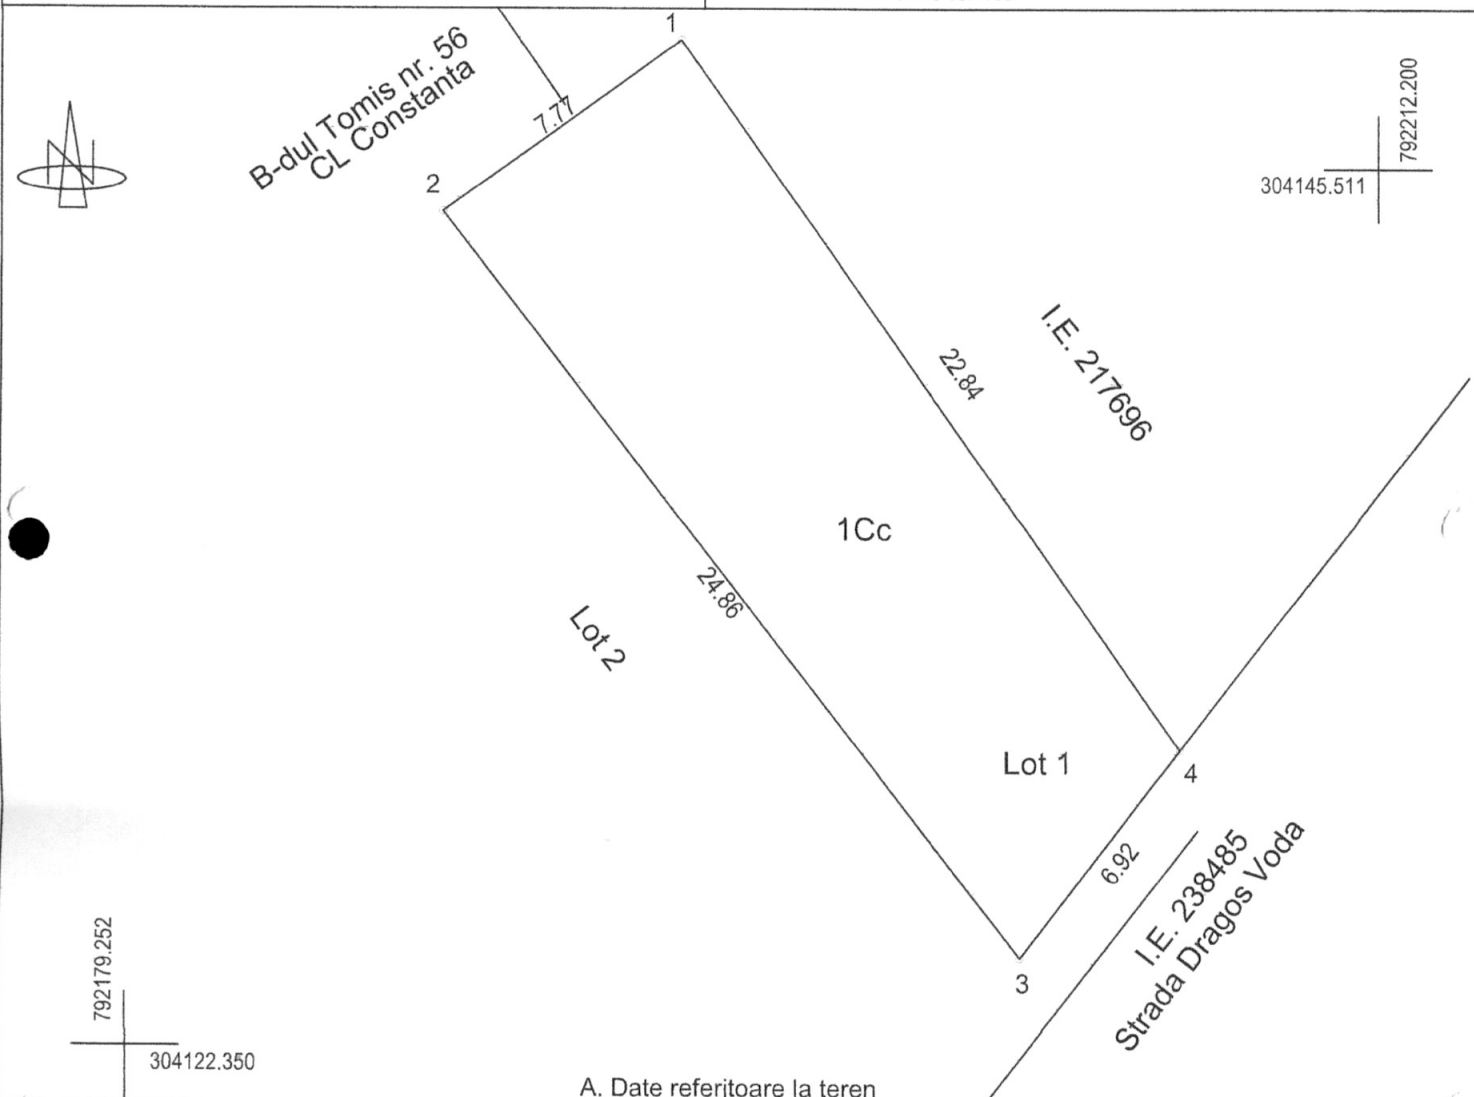 1
B-dul Tomis nr. 56
CL Constanta
7.77
792212.200
304145.511
N
2
I.E. 217696
22.84
1Cc
24.86
Lot 2
Lot 1
4
6.92
I.E. 238485
Strada Dragos Voda
3
792179.252
304122.350
A. Date referitoare la teren